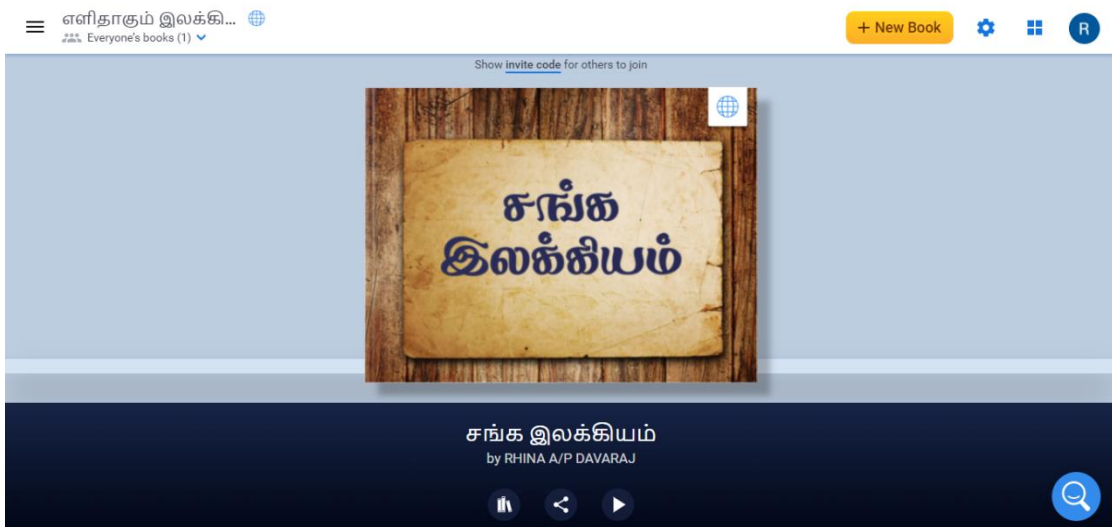 எளிதாகும் இலக்கி...
Everyone's books (1)
+ New Book
R
Show invite code for others to join
சங்க
இலக்கியம்
சங்க இலக்கியம்
by RHINA A/P DAVARAJ